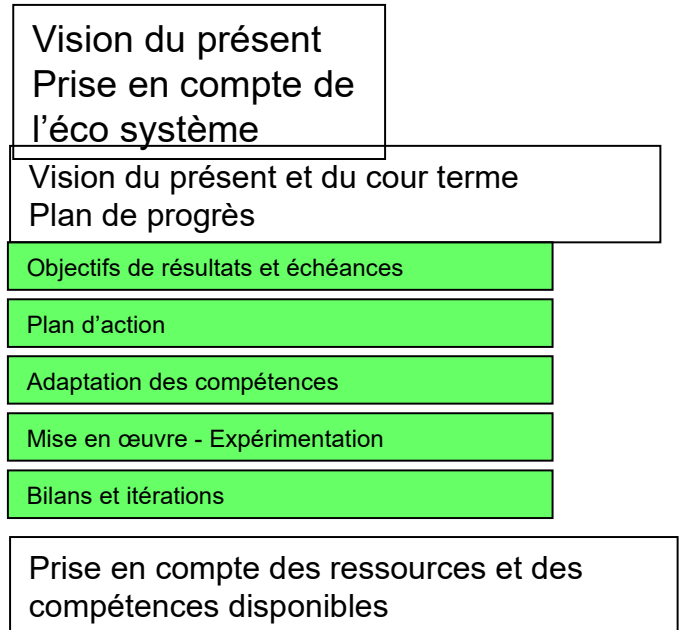 Vision du présent
Prise en compte de
l'éco système
Vision du présent et du cour terme
Plan de progrès
Objectifs de résultats et échéances
Plan d'action
Adaptation des compétences
Mise en œuvre - Expérimentation
Bilans et itérations
Prise en compte des ressources et des
compétences disponibles